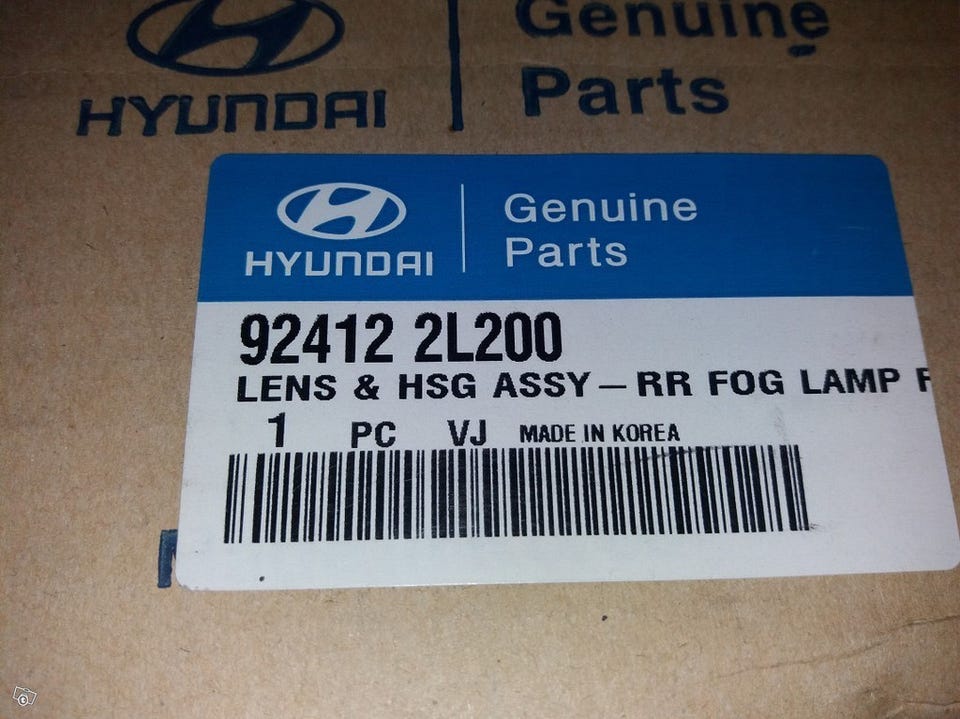 Genuine
HYUNDAI
Parts
HYUNDAI
Genuine
Parts
92412 2L200
LENS & HSG ASSY – RR FOG LAMP
1 PC VJ MADE IN KOREA